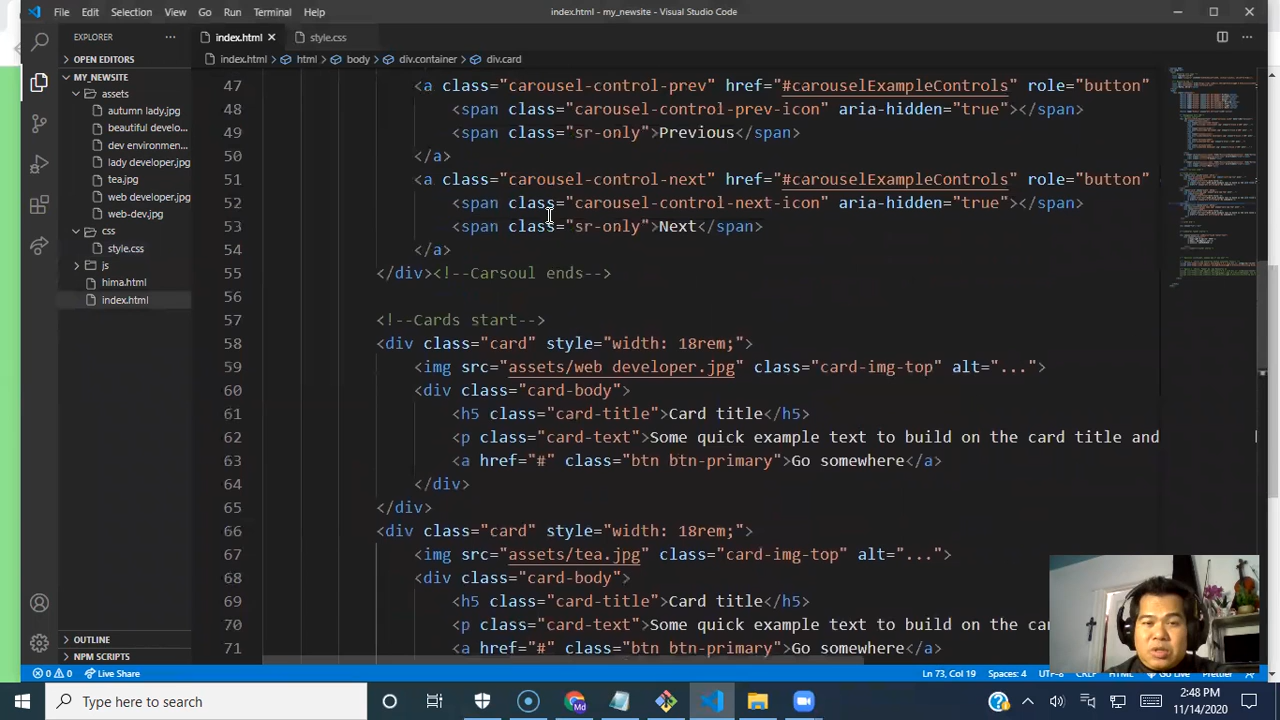 File Edit Selection View Go Run Terminal Help
index.html - my_newsite - Visual Studio Code
EXPLORER
index.html
style.css
OPEN EDITORS
index.html
html
body
div.container
div.card
MY_NEWSITE
assets
autumn lady.jpg
beautiful develo...
dev environmen...
lady developer.jpg
tea.jpg
web developer.jpg
web-dev.jpg
css
style.css
js
hima.html
index.html
OUTLINE
NPM SCRIPTS
47 <a class="carousel-control-prev" href="#carouselExampleControls" role="button"
48 <span class="carousel-control-prev-icon" aria-hidden="true"></span>
49 <span class="sr-only">Previous</span>
50 </a>
51 <a class="carousel-control-next" href="#carouselExampleControls" role="button"
52 <span class="carousel-control-next-icon" aria-hidden="true"></span>
53 <span class="sr-only">Next</span>
54 </a>
55 </div><!--Carsoul ends-->
56
57 <!--Cards start-->
58 <div class="card" style="width: 18rem;">
59 <img src="assets/web developer.jpg" class="card-img-top" alt="...">
60 <div class="card-body">
61 <h5 class="card-title">Card title</h5>
62 <p class="card-text">Some quick example text to build on the card title and
63 <a href="#" class="btn btn-primary">Go somewhere</a>
64 </div>
65 </div>
66 <div class="card" style="width: 18rem;">
67 <img src="assets/tea.jpg" class="card-img-top" alt="...">
68 <div class="card-body">
69 <h5 class="card-title">Card title</h5>
70 <p class="card-text">Some quick example text to build on the ca
71 <a href="#" class="btn btn-primary">Go somewhere</a>
0 0 Live Share
Ln 73, Col 19 Spaces: 4 UTF-8 CRLF HTML Go Live Prettier
Type here to search
2:48 PM
11/14/2020